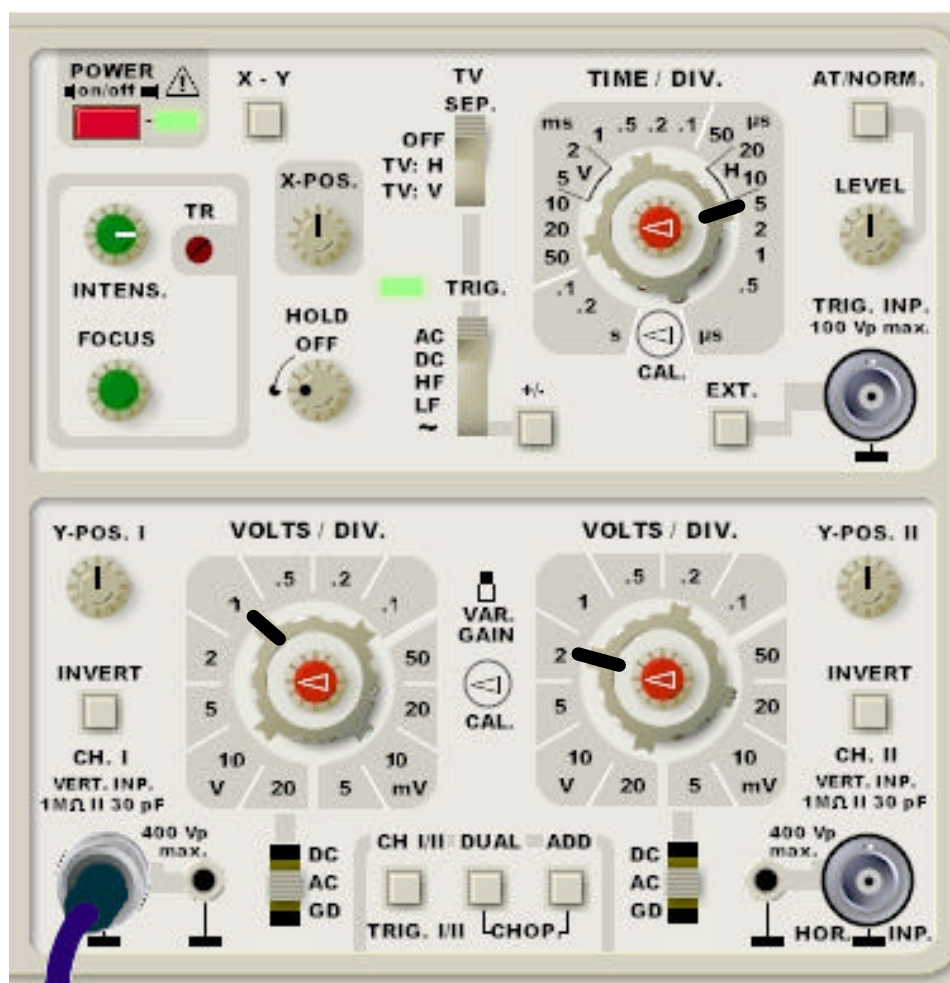 POWER
on/off
X - Y
TV
SEP.
OFF
TV: H
TV: V
TIME / DIV.
AT/NORM.
ms
1
.5
.2
.1
50
µs
2
20
5
V
H
10
10
5
20
2
50
1
.1
.5
.2
s
µs
CAL.
X-POS.
TR
INTENS.
FOCUS
HOLD
OFF
TRIG.
AC
DC
HF
LF
~
+/-
EXT.
LEVEL
TRIG. INP.
100 Vp max.
Y-POS. I
VOLTS / DIV.
VOLTS / DIV.
Y-POS. II
.5
.2
1
.1
2
50
5
20
10
10
V
20
5
mV
VAR.
GAIN
CAL.
.5
.2
1
.1
2
50
5
20
10
10
V
20
5
mV
INVERT
CH. I
VERT. INP.
1MΩ II 30 pF
INVERT
CH. II
VERT. INP.
1MΩ II 30 pF
400 Vp
max.
DC
AC
GD
CH I/II
DUAL
ADD
TRIG. I/II
CHOP.
DC
AC
GD
400 Vp
max.
HOR. INP.